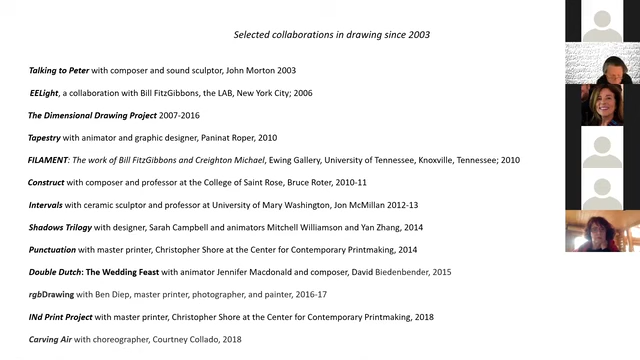 Selected collaborations in drawing since 2003
Talking to Peter with composer and sound sculptor, John Morton 2003
EELight, a collaboration with Bill FitzGibbons, the LAB, New York City; 2006
The Dimensional Drawing Project 2007-2016
Tapestry with animator and graphic designer, Paninat Roper, 2010
FILAMENT: The work of Bill FitzGibbons and Creighton Michael, Ewing Gallery, University of Tennessee, Knoxville, Tennessee; 2010
Construct with composer and professor at the College of Saint Rose, Bruce Roter, 2010-11
Intervals with ceramic sculptor and professor at University of Mary Washington, Jon McMillan 2012-13
Shadows Trilogy with designer, Sarah Campbell and animators Mitchell Williamson and Yan Zhang, 2014
Punctuation with master printer, Christopher Shore at the Center for Contemporary Printmaking, 2014
Double Dutch: The Wedding Feast with animator Jennifer Macdonald and composer, David Biedenbender, 2015
rgbDrawing with Ben Diep, master printer, photographer, and painter, 2016-17
INd Print Project with master printer, Christopher Shore at the Center for Contemporary Printmaking, 2018
Carving Air with choreographer, Courtney Collado, 2018